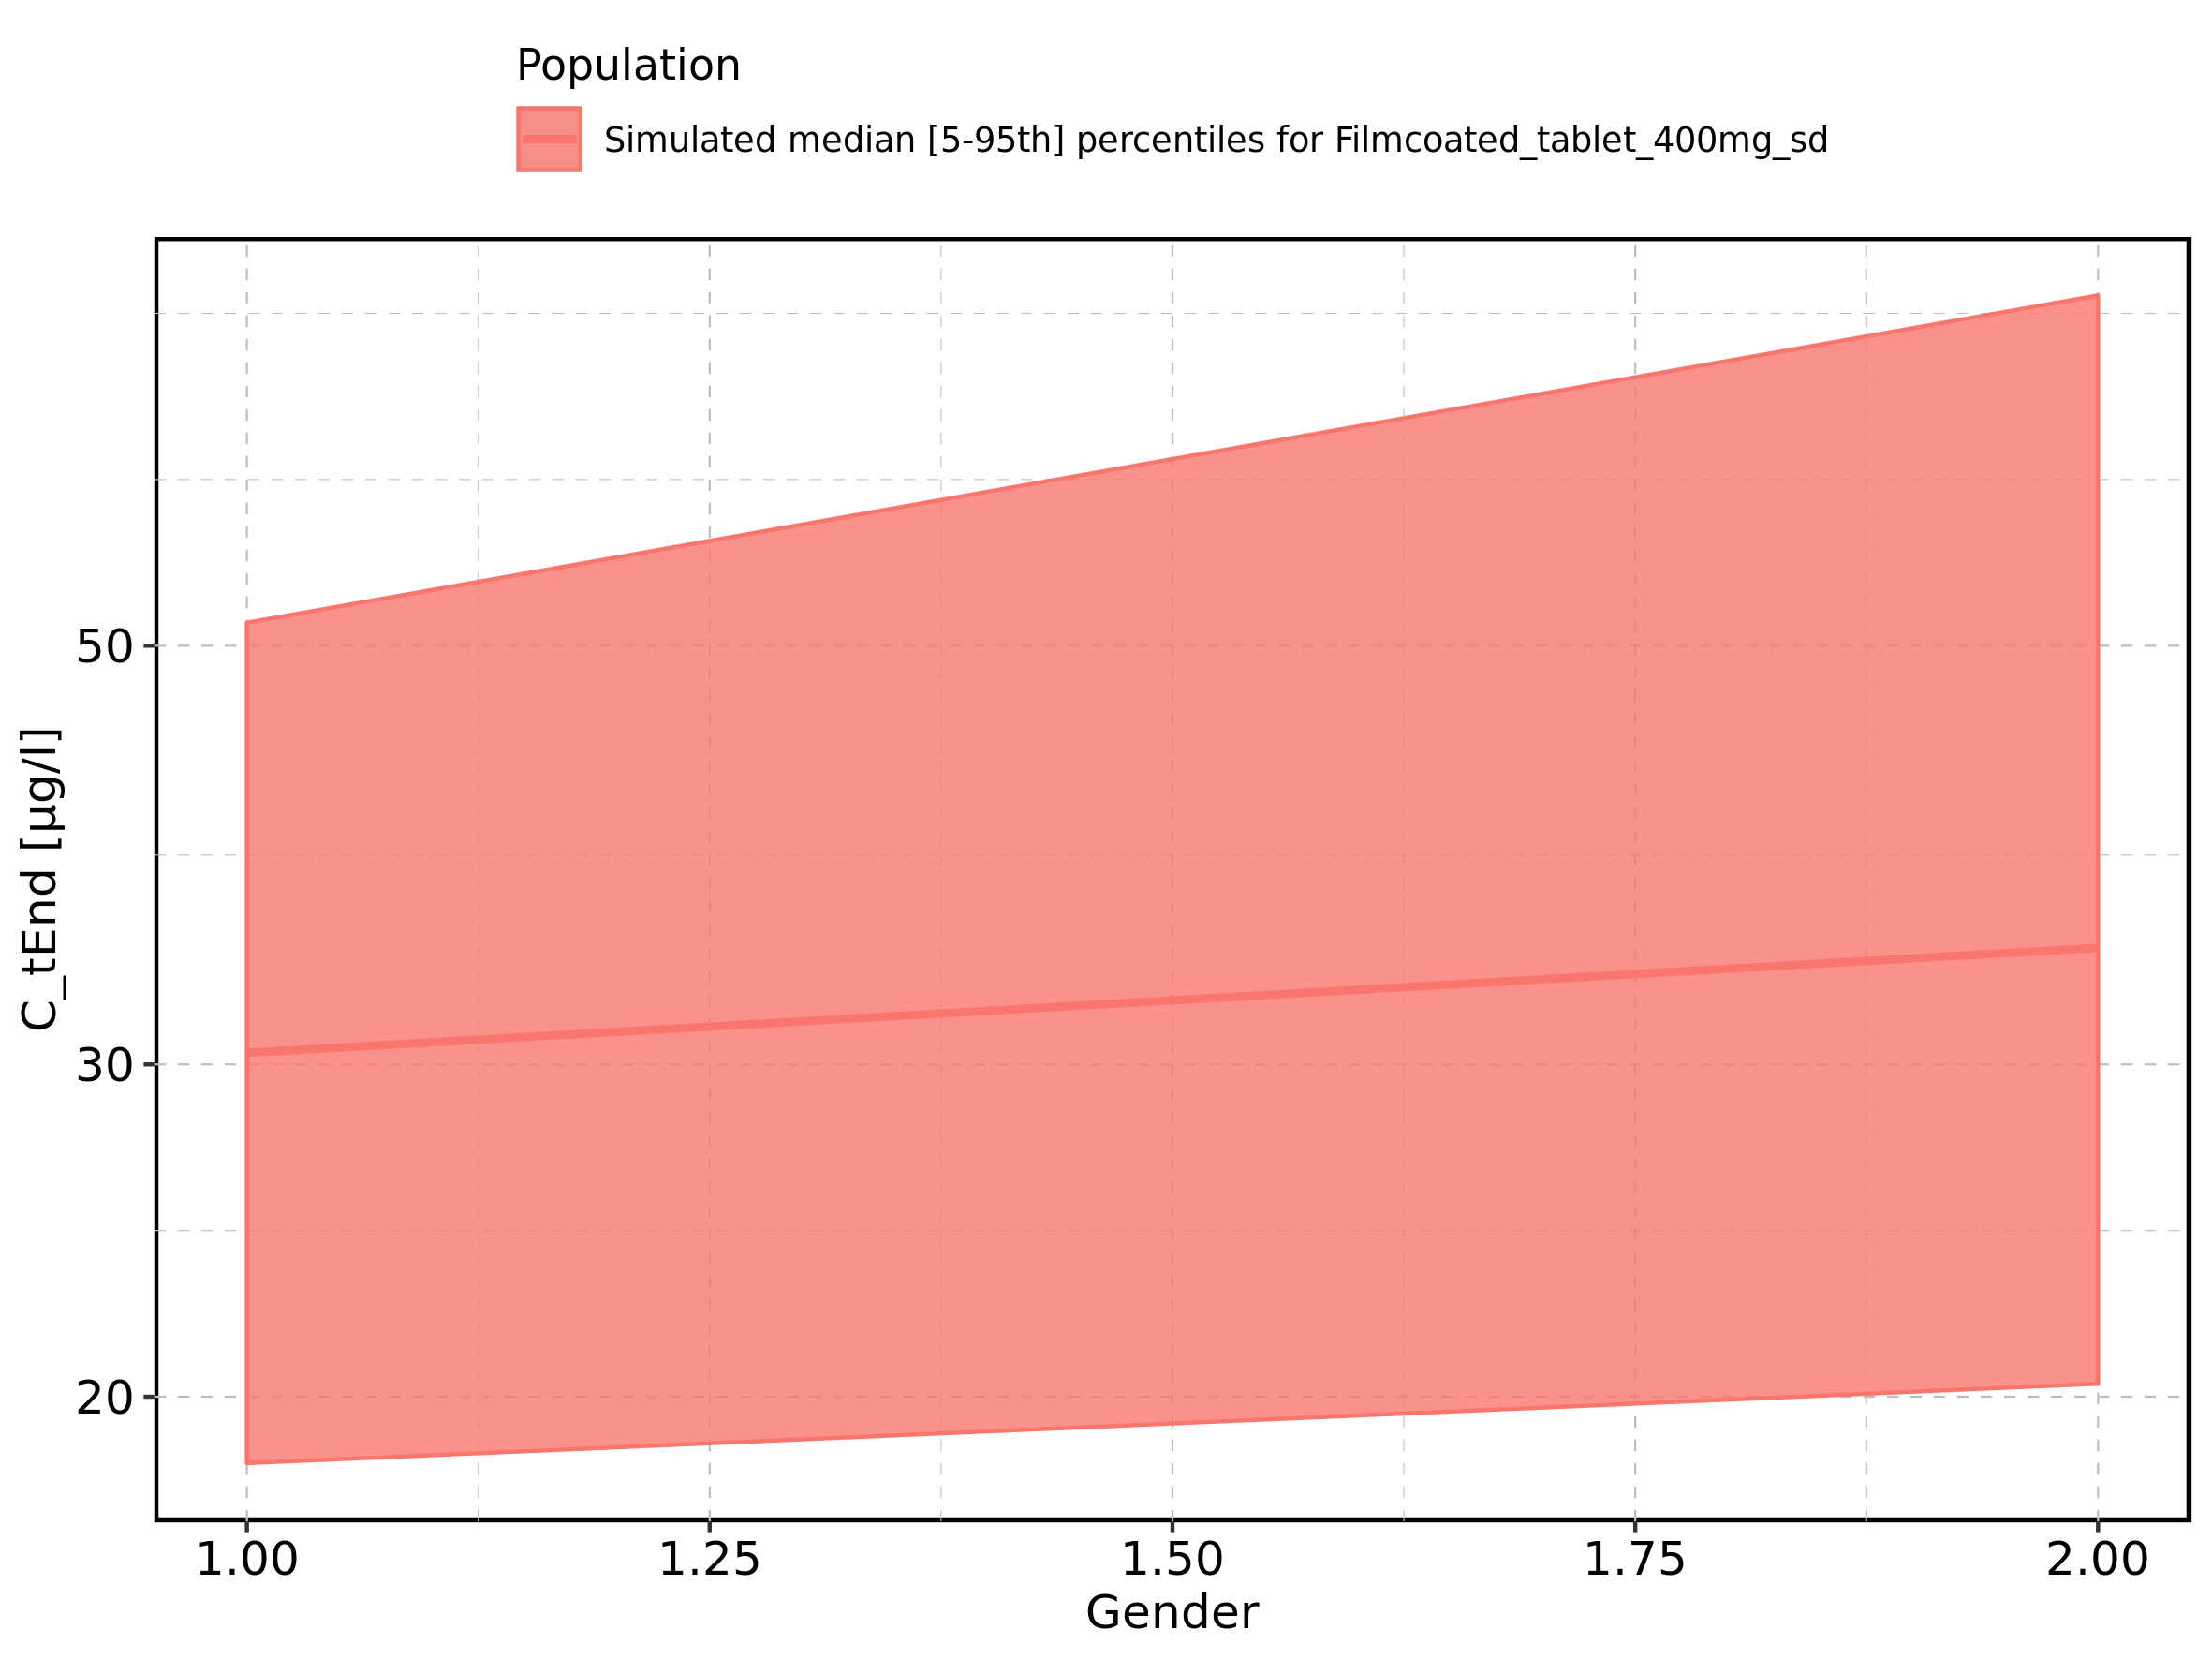 Population
Simulated median [5-95th] percentiles for Filmcoated_tablet_400mg_sd
C_tEnd [µg/l]
50
30
20
1.00 1.25 1.50 1.75 2.00
Gender